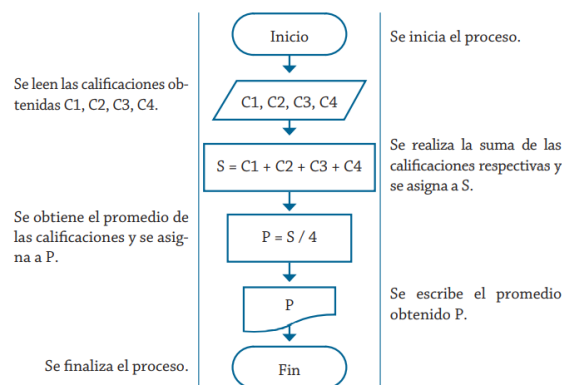 Inicio
Se inicia el proceso.
Se leen las calificaciones ob-
tenidas C1, C2, C3, C4.
C1, C2, C3, C4
S = C1 + C2 + C3 + C4
Se realiza la suma de las
calificaciones respectivas y
se asigna a S.
Se obtiene el promedio de
las calificaciones y se asig-
na a P.
P = S / 4
P
Se escribe el promedio
obtenido P.
Se finaliza el proceso.
Fin